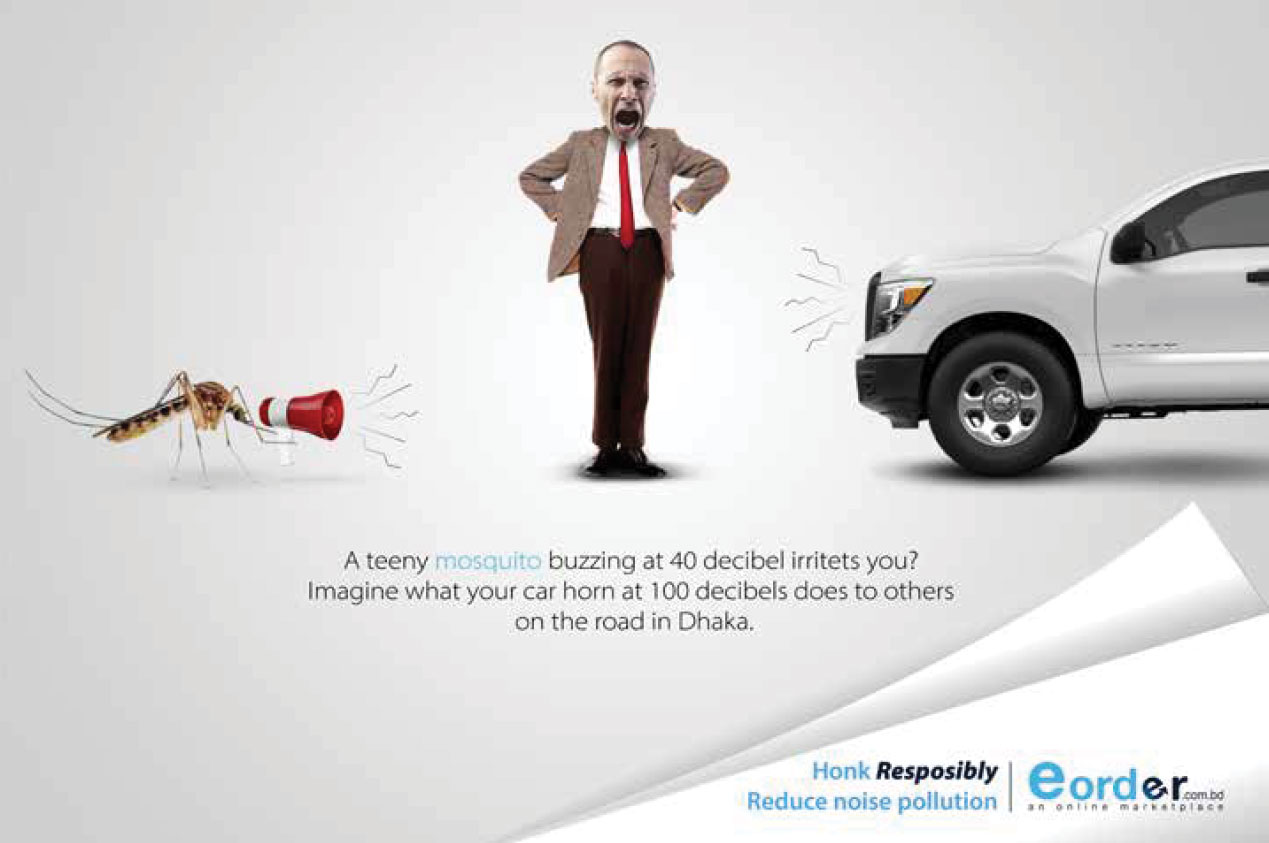 A teeny mosquito buzzing at 40 decibel irritets you?
Imagine what your car horn at 100 decibels does to others
on the road in Dhaka.
Honk Resposibly
Reduce noise pollution
eorder.com.bd
an online marketplace